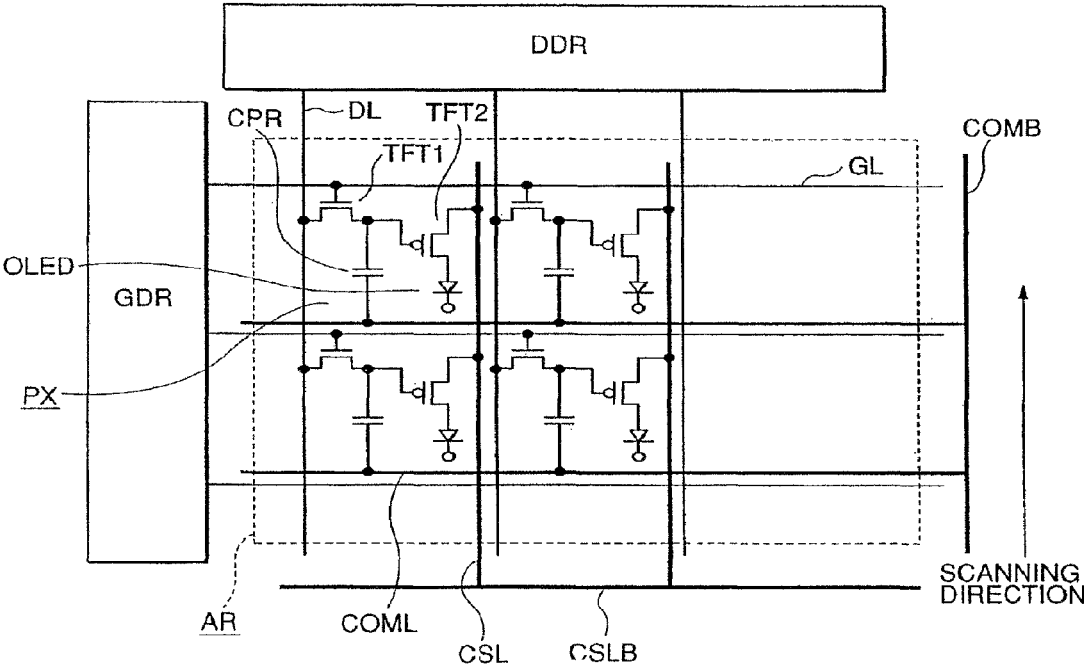 DDR
CPR
DL
TFT2
COMB
TFT1
GL
OLED
GDR
PX
SCANNING
DIRECTION
AR
COML
CSL
CSLB